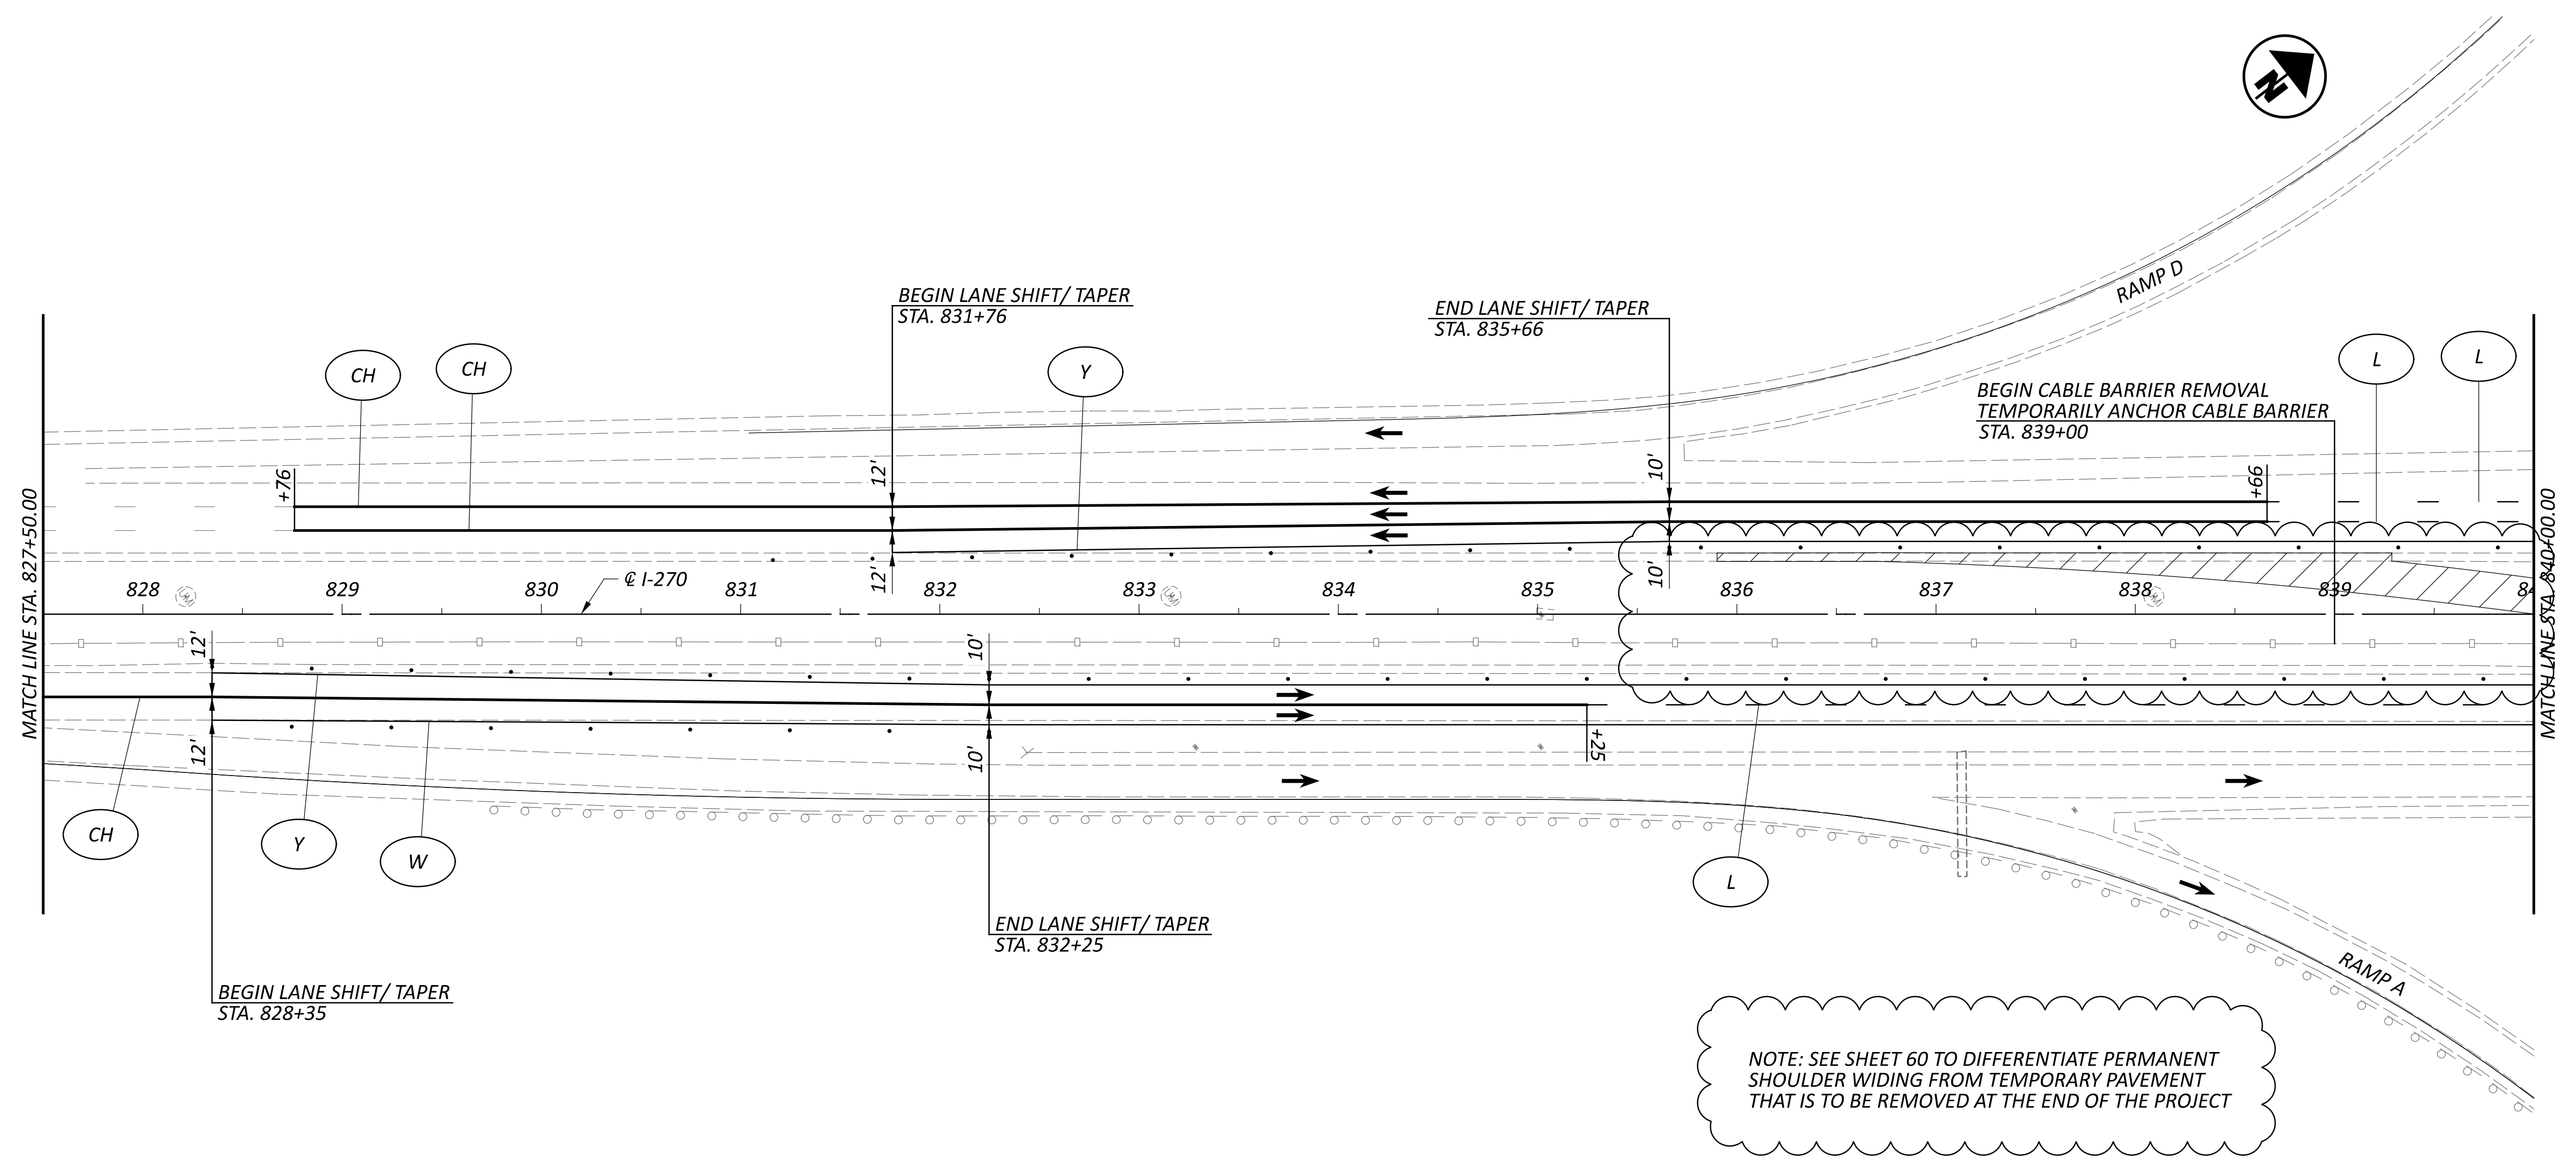 N
RAMP D
BEGIN LANE SHIFT/ TAPER
STA. 831+76
END LANE SHIFT/ TAPER
STA. 835+66
CH
CH
Y
L
L
BEGIN CABLE BARRIER REMOVAL
TEMPORARILY ANCHOR CABLE BARRIER
STA. 839+00
+76
12'
10'
+66
MATCH LINE STA. 827+50.00
MATCH LINE STA. 840+00.00
12'
10'
828
829
830
℄ I-270
831
832
833
834
835
836
837
838
839
84
12'
10'
12'
10'
+25
CH
Y
W
L
BEGIN LANE SHIFT/ TAPER
STA. 828+35
END LANE SHIFT/ TAPER
STA. 832+25
RAMP A
NOTE: SEE SHEET 60 TO DIFFERENTIATE PERMANENT
SHOULDER WIDING FROM TEMPORARY PAVEMENT
THAT IS TO BE REMOVED AT THE END OF THE PROJECT